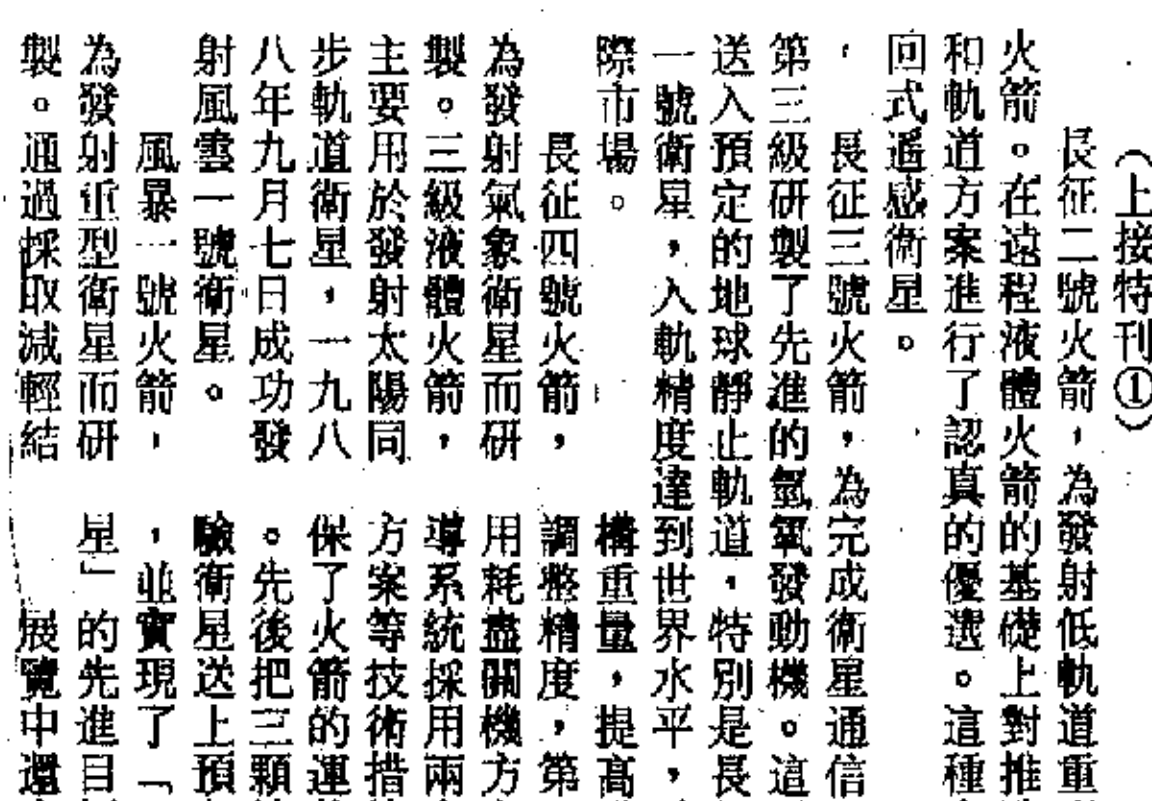 （上接特刊①）
長征二號火箭，為發射低軌道重
火箭。在遠程液體火箭的基礎上對推
和軌道方案進行了認真的優選。這種
回式遙感衛星。
長征三號火箭，為完成衛星通信
第三級研製了先進的氫氧發動機。這
送入預定的地球靜止軌道，特別是長
一號衛星，入軌精度達到世界水平，
際市場。
長征四號火箭，
為發射氣象衛星而研
製。三級液體火箭，
主要用於發射太陽同
步軌道衛星，一九八
八年九月七日成功發
射風雲一號衛星。
風暴一號火箭，
為發射重型衛星而研
製。通過採取減輕結
構重量，提高
調整精度，第
用耗盡關機方
導系統採用兩
方案等技術措
保了火箭的運
。先後把三顆
驗衛星送上預
，並實現了「
星」的先進目
展覽中還